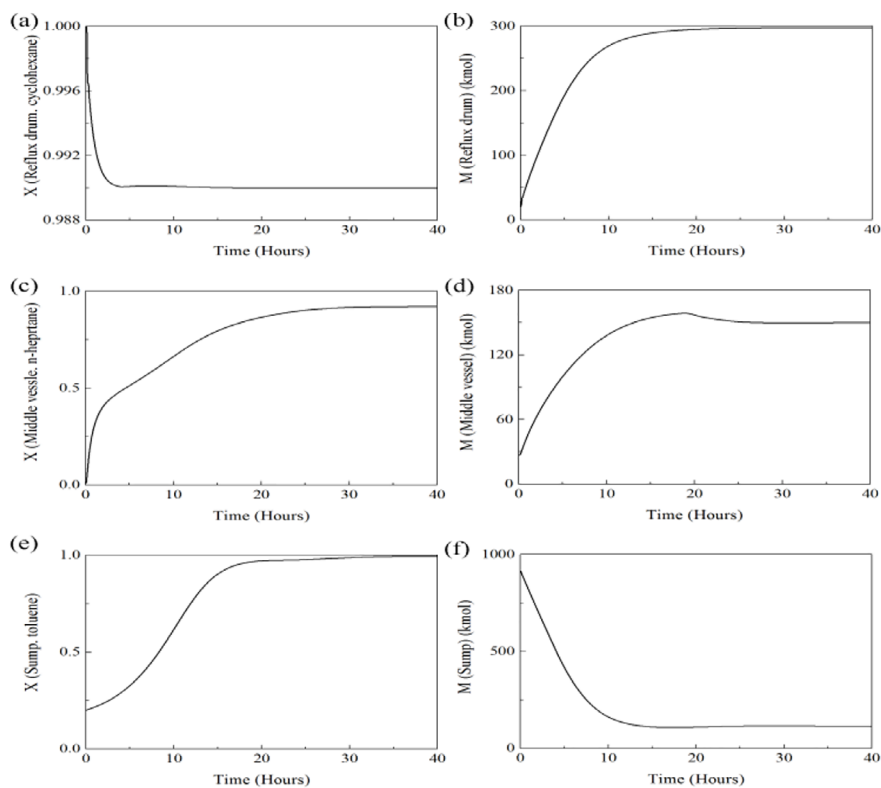 (a)
X (Reflux drum. cyclohexane)
1.000
0.996
0.992
0.988
0 10 20 30 40
Time (Hours)
(b)
M (Reflux drum) (kmol)
300
200
100
0
0 10 20 30 40
Time (Hours)
(c)
X (Middle vessle. n-heprtane)
1.0
0.5
0.0
0 10 20 30 40
Time (Hours)
(d)
M (Middle vessel) (kmol)
180
120
60
0
0 10 20 30 40
Time (Hours)
(e)
X (Sump. toluene)
1.0
0.5
0.0
0 10 20 30 40
Time (Hours)
(f)
M (Sump) (kmol)
1000
500
0
0 10 20 30 40
Time (Hours)